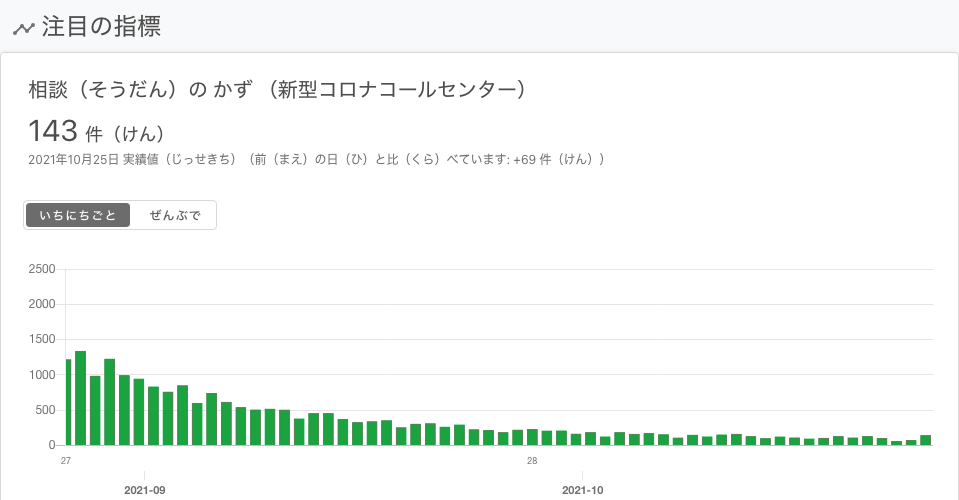 注目の指標
相談（そうだん）の かず （新型コロナコールセンター）
143 件（けん）
2021年10月25日 実績値（じっせきち）（前（まえ）の日（ひ）と比（くら）べています: +69 件（けん））
いちにちごと ぜんぶで
2500
2000
1500
1000
500
0
27 28
2021-09 2021-10